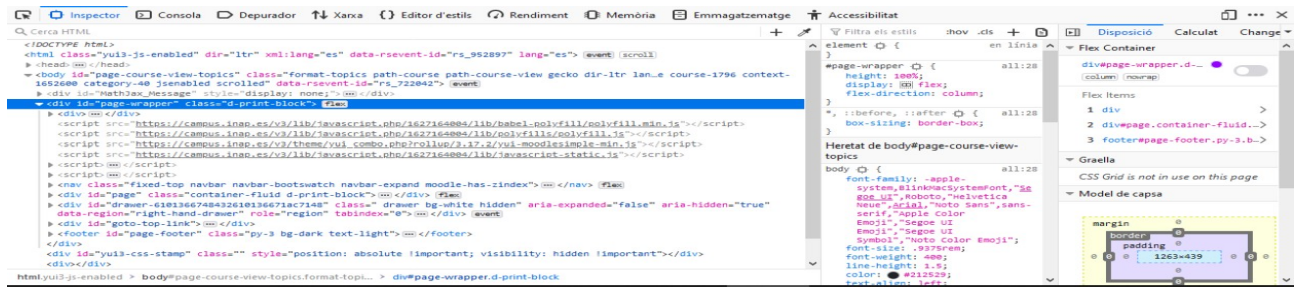 Inspector Consola Depurador Xarxa Editor d'estils Rendiment Memòria Emmagatzematge Accessibilitat
Cerca HTML
<!DOCTYPE html>
<html class="yui3-js-enabled" dir="ltr" xml:lang="es" data-rsevent-id="rs_952897" lang="es"> event scroll
<head> </head>
<body id="page-course-view-topics" class="format-topics path-course path-course-view gecko dir-ltr lan…e course-1796 context-
1652600 category-40 jsenabled scrolled" data-rsevent-id="rs_722042"> event
<div id="MathJax_Message" style="display: none;"> </div>
<div id="page-wrapper" class="d-print-block"> flex
<div> </div>
<script src="https://campus.inap.es/v3/lib/javascript.php/1627164004/lib/babel-polyfill/polyfill.min.js"></script>
<script src="https://campus.inap.es/v3/lib/javascript.php/1627164004/lib/polyfills/polyfill.js"></script>
<script src="https://campus.inap.es/v3/theme/yui_combo.php?rollup/3.17.2/yui-moodlesimple-min.js"></script>
<script src="https://campus.inap.es/v3/lib/javascript.php/1627164004/lib/javascript-static.js"></script>
<script> </script>
<script> </script>
<nav class="fixed-top navbar navbar-bootswatch navbar-expand moodle-has-zindex"> </nav> flex
<div id="page" class="container-fluid d-print-block"> </div>
<div id="drawer-610136674843261013 6671ac7148" class=" drawer bg-white hidden" aria-expanded="false" aria-hidden="true"
data-region="right-hand-drawer" role="region" tabindex="0"> </div> event
<div id="goto-top-link"> </div>
<footer id="page-footer" class="py-3 bg-dark text-light"> </footer>
</div>
<div id="yui3-css-stamp" class="" style="position: absolute !important; visibility: hidden !important"></div>
<div></div>
html.yui3-js-enabled > body#page-course-view-topics.format-topi… > div#page-wrapper.d-print-block
Filtra els estils :hov .cls
element { en línia
}
#page-wrapper { all:28
height: 100%;
display: flex;
flex-direction: column;
}
*, ::before, ::after { all:28
box-sizing: border-box;
}
Heretat de body#page-course-view-
topics
body { all:28
font-family: -apple-
system,BlinkMacSystemFont,"Se
goe UI",Roboto,"Helvetica
Neue",Arial,"Noto Sans",sans-
serif,"Apple Color
Emoji","Segoe UI
Emoji","Segoe UI
Symbol","Noto Color Emoji";
font-size: .9375rem;
font-weight: 400;
line-height: 1.5;
color: #212529;
text-align: left;
Disposició Calculat Change
Flex Container
div#page-wrapper.d-…
column nowrap
Flex Items
1 div
2 div#page.container-fluid.…
3 footer#page-footer.py-3.b…
Graella
CSS Grid is not in use on this page
Model de capsa
margin 0
border 0
padding 0
0 0 0 1263×439 0 0 0
0
0